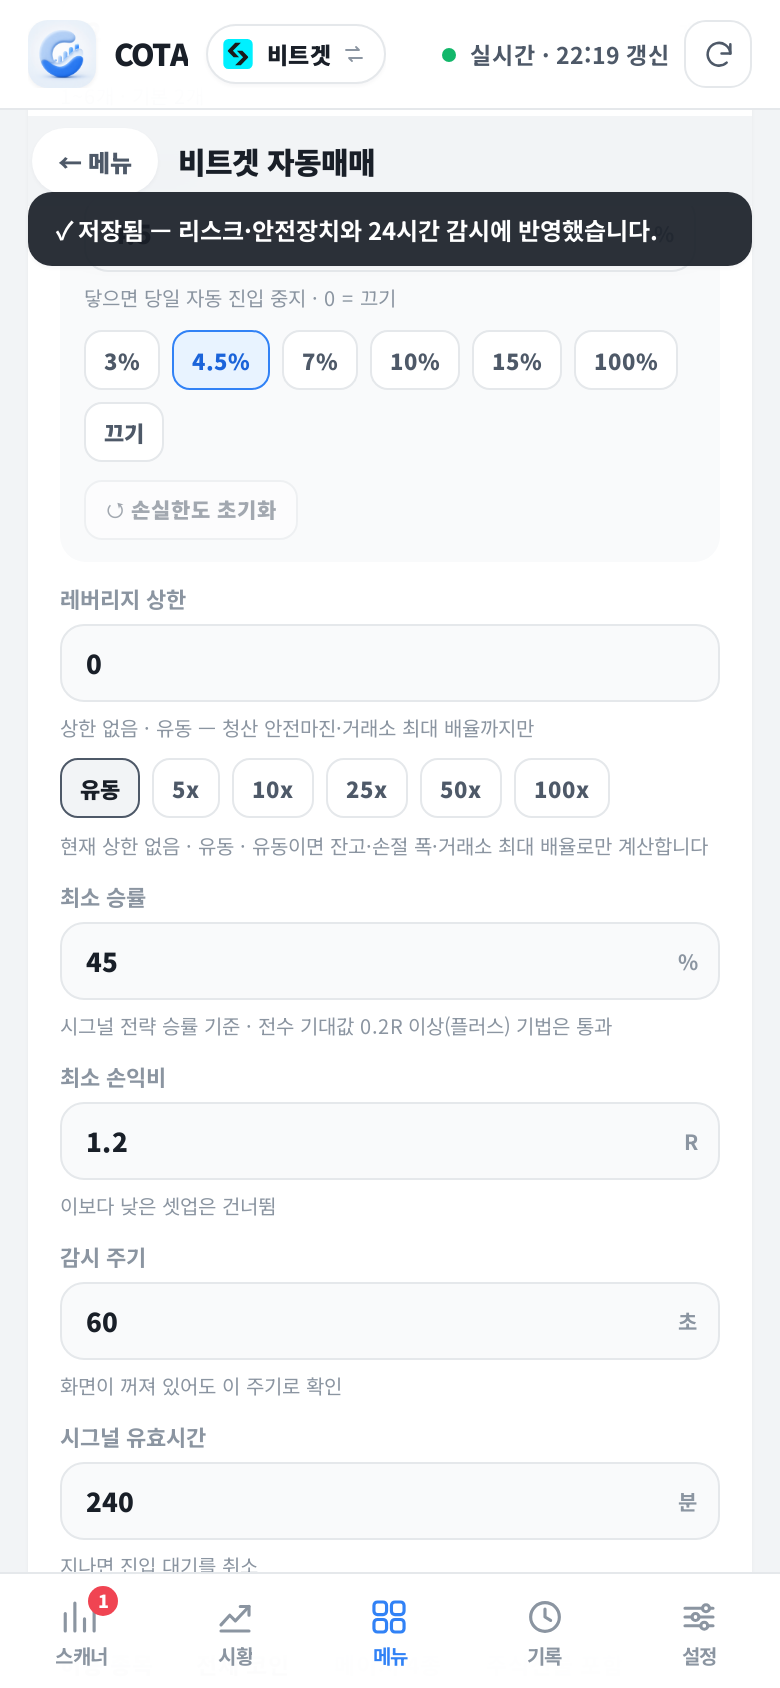 COTA 비트겟 ⇌ 실시간 · 22:19 갱신
← 메뉴 비트겟 자동매매
✓ 저장됨 — 리스크·안전장치와 24시간 감시에 반영했습니다.
닿으면 당일 자동 진입 중지 · 0 = 끄기
3% 4.5% 7% 10% 15% 100%
끄기
손실한도 초기화
레버리지 상한
0
상한 없음 · 유동 — 청산 안전마진·거래소 최대 배율까지만
유동 5x 10x 25x 50x 100x
현재 상한 없음 · 유동 · 유동이면 잔고·손절 폭·거래소 최대 배율로만 계산합니다
최소 승률
45 %
시그널 전략 승률 기준 · 전수 기대값 0.2R 이상(플러스) 기법은 통과
최소 손익비
1.2 R
이보다 낮은 셋업은 건너뜀
감시 주기
60 초
화면이 꺼져 있어도 이 주기로 확인
시그널 유효시간
240 분
지나면 진입 대기를 취소
1
스캐너 시황 메뉴 기록 설정